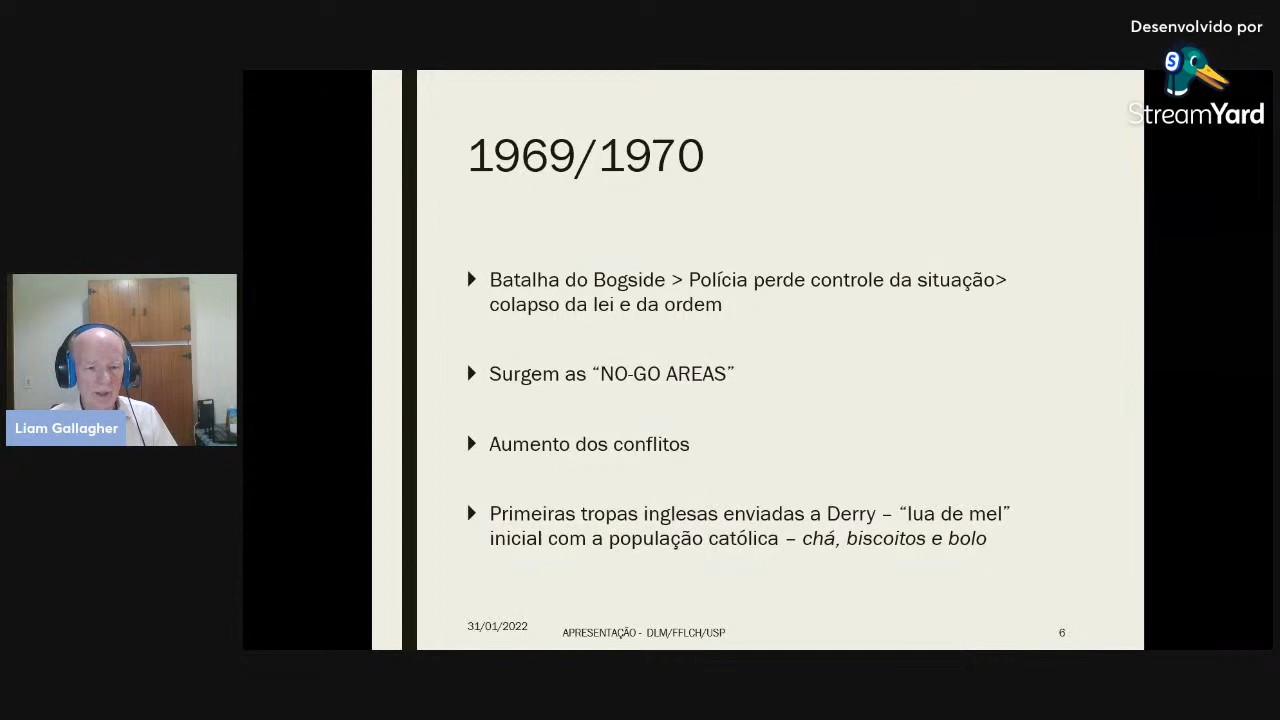 Desenvolvido por
StreamYard
1969/1970
Batalha do Bogside > Polícia perde controle da situação>
colapso da lei e da ordem
Surgem as “NO-GO AREAS”
Aumento dos conflitos
Primeiras tropas inglesas enviadas a Derry – “lua de mel”
inicial com a população católica – chá, biscoitos e bolo
Liam Gallagher
31/01/2022
APRESENTAÇÃO - DLM/FFLCH/USP
6